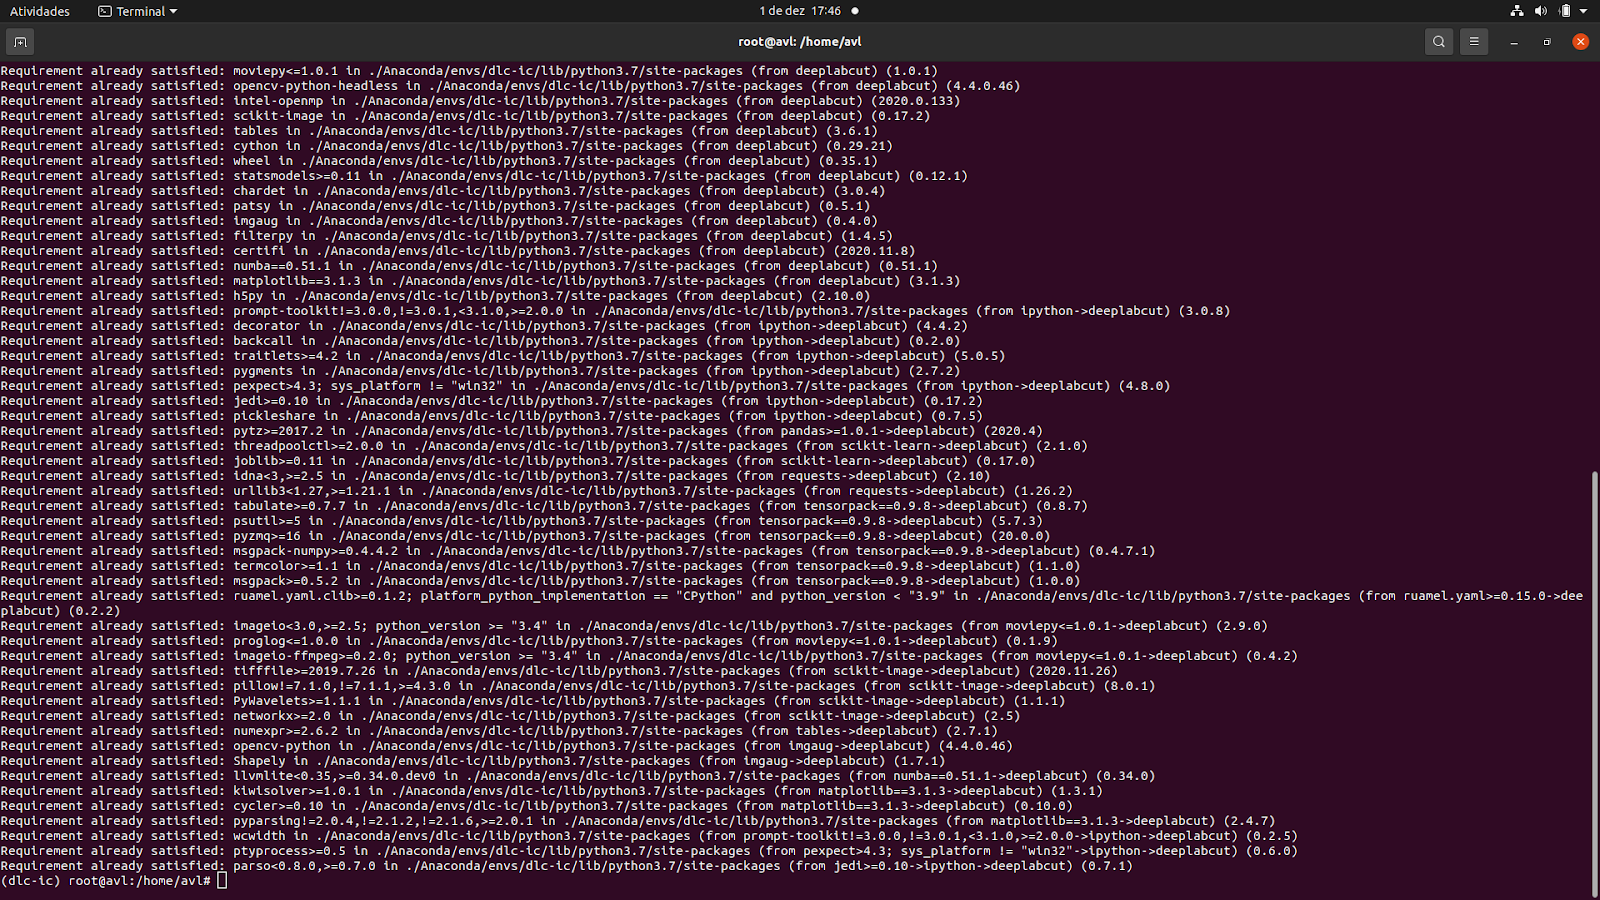 Atividades
Terminal
1 de dez 17:46
root@avl: /home/avl
Requirement already satisfied: moviepy<=1.0.1 in ./Anaconda/envs/dlc-ic/lib/python3.7/site-packages (from deeplabcut) (1.0.1)
Requirement already satisfied: opencv-python-headless in ./Anaconda/envs/dlc-ic/lib/python3.7/site-packages (from deeplabcut) (4.4.0.46)
Requirement already satisfied: intel-openmp in ./Anaconda/envs/dlc-ic/lib/python3.7/site-packages (from deeplabcut) (2020.0.133)
Requirement already satisfied: scikit-image in ./Anaconda/envs/dlc-ic/lib/python3.7/site-packages (from deeplabcut) (0.17.2)
Requirement already satisfied: tables in ./Anaconda/envs/dlc-ic/lib/python3.7/site-packages (from deeplabcut) (3.6.1)
Requirement already satisfied: cython in ./Anaconda/envs/dlc-ic/lib/python3.7/site-packages (from deeplabcut) (0.29.21)
Requirement already satisfied: wheel in ./Anaconda/envs/dlc-ic/lib/python3.7/site-packages (from deeplabcut) (0.35.1)
Requirement already satisfied: statsmodels>=0.11 in ./Anaconda/envs/dlc-ic/lib/python3.7/site-packages (from deeplabcut) (0.12.1)
Requirement already satisfied: chardet in ./Anaconda/envs/dlc-ic/lib/python3.7/site-packages (from deeplabcut) (3.0.4)
Requirement already satisfied: patsy in ./Anaconda/envs/dlc-ic/lib/python3.7/site-packages (from deeplabcut) (0.5.1)
Requirement already satisfied: imgaug in ./Anaconda/envs/dlc-ic/lib/python3.7/site-packages (from deeplabcut) (0.4.0)
Requirement already satisfied: filterpy in ./Anaconda/envs/dlc-ic/lib/python3.7/site-packages (from deeplabcut) (1.4.5)
Requirement already satisfied: certifi in ./Anaconda/envs/dlc-ic/lib/python3.7/site-packages (from deeplabcut) (2020.11.8)
Requirement already satisfied: numba==0.51.1 in ./Anaconda/envs/dlc-ic/lib/python3.7/site-packages (from deeplabcut) (0.51.1)
Requirement already satisfied: matplotlib==3.1.3 in ./Anaconda/envs/dlc-ic/lib/python3.7/site-packages (from deeplabcut) (3.1.3)
Requirement already satisfied: h5py in ./Anaconda/envs/dlc-ic/lib/python3.7/site-packages (from deeplabcut) (2.10.0)
Requirement already satisfied: prompt-toolkit!=3.0.0,!=3.0.1,<3.1.0,>=2.0.0 in ./Anaconda/envs/dlc-ic/lib/python3.7/site-packages (from ipython->deeplabcut) (3.0.8)
Requirement already satisfied: decorator in ./Anaconda/envs/dlc-ic/lib/python3.7/site-packages (from ipython->deeplabcut) (4.4.2)
Requirement already satisfied: backcall in ./Anaconda/envs/dlc-ic/lib/python3.7/site-packages (from ipython->deeplabcut) (0.2.0)
Requirement already satisfied: traitlets>=4.2 in ./Anaconda/envs/dlc-ic/lib/python3.7/site-packages (from ipython->deeplabcut) (5.0.5)
Requirement already satisfied: pygments in ./Anaconda/envs/dlc-ic/lib/python3.7/site-packages (from ipython->deeplabcut) (2.7.2)
Requirement already satisfied: pexpect>4.3; sys_platform != "win32" in ./Anaconda/envs/dlc-ic/lib/python3.7/site-packages (from ipython->deeplabcut) (4.8.0)
Requirement already satisfied: jedi>=0.10 in ./Anaconda/envs/dlc-ic/lib/python3.7/site-packages (from ipython->deeplabcut) (0.17.2)
Requirement already satisfied: pickleshare in ./Anaconda/envs/dlc-ic/lib/python3.7/site-packages (from ipython->deeplabcut) (0.7.5)
Requirement already satisfied: pytz>=2017.2 in ./Anaconda/envs/dlc-ic/lib/python3.7/site-packages (from pandas>=1.0.1->deeplabcut) (2020.4)
Requirement already satisfied: threadpoolctl>=2.0.0 in ./Anaconda/envs/dlc-ic/lib/python3.7/site-packages (from scikit-learn->deeplabcut) (2.1.0)
Requirement already satisfied: joblib>=0.11 in ./Anaconda/envs/dlc-ic/lib/python3.7/site-packages (from scikit-learn->deeplabcut) (0.17.0)
Requirement already satisfied: idna<3,>=2.5 in ./Anaconda/envs/dlc-ic/lib/python3.7/site-packages (from requests->deeplabcut) (2.10)
Requirement already satisfied: urllib3<1.27,>=1.21.1 in ./Anaconda/envs/dlc-ic/lib/python3.7/site-packages (from requests->deeplabcut) (1.26.2)
Requirement already satisfied: tabulate>=0.7.7 in ./Anaconda/envs/dlc-ic/lib/python3.7/site-packages (from tensorpack==0.9.8->deeplabcut) (0.8.7)
Requirement already satisfied: psutil>=5 in ./Anaconda/envs/dlc-ic/lib/python3.7/site-packages (from tensorpack==0.9.8->deeplabcut) (5.7.3)
Requirement already satisfied: pyzmq>=16 in ./Anaconda/envs/dlc-ic/lib/python3.7/site-packages (from tensorpack==0.9.8->deeplabcut) (20.0.0)
Requirement already satisfied: msgpack-numpy>=0.4.4.2 in ./Anaconda/envs/dlc-ic/lib/python3.7/site-packages (from tensorpack==0.9.8->deeplabcut) (0.4.7.1)
Requirement already satisfied: termcolor>=1.1 in ./Anaconda/envs/dlc-ic/lib/python3.7/site-packages (from tensorpack==0.9.8->deeplabcut) (1.1.0)
Requirement already satisfied: msgpack>=0.5.2 in ./Anaconda/envs/dlc-ic/lib/python3.7/site-packages (from tensorpack==0.9.8->deeplabcut) (1.0.0)
Requirement already satisfied: ruamel.yaml.clib>=0.1.2; platform_python_implementation == "CPython" and python_version < "3.9" in ./Anaconda/envs/dlc-ic/lib/python3.7/site-packages (from ruamel.yaml>=0.15.0->dee
plabcut) (0.2.2)
Requirement already satisfied: imageio<3.0,>=2.5; python_version >= "3.4" in ./Anaconda/envs/dlc-ic/lib/python3.7/site-packages (from moviepy<=1.0.1->deeplabcut) (2.9.0)
Requirement already satisfied: proglog<=1.0.0 in ./Anaconda/envs/dlc-ic/lib/python3.7/site-packages (from moviepy<=1.0.1->deeplabcut) (0.1.9)
Requirement already satisfied: imageio-ffmpeg>=0.2.0; python_version >= "3.4" in ./Anaconda/envs/dlc-ic/lib/python3.7/site-packages (from moviepy<=1.0.1->deeplabcut) (0.4.2)
Requirement already satisfied: tifffile>=2019.7.26 in ./Anaconda/envs/dlc-ic/lib/python3.7/site-packages (from scikit-image->deeplabcut) (2020.11.26)
Requirement already satisfied: pillow!=7.1.0,!=7.1.1,>=4.3.0 in ./Anaconda/envs/dlc-ic/lib/python3.7/site-packages (from scikit-image->deeplabcut) (8.0.1)
Requirement already satisfied: PyWavelets>=1.1.1 in ./Anaconda/envs/dlc-ic/lib/python3.7/site-packages (from scikit-image->deeplabcut) (1.1.1)
Requirement already satisfied: networkx>=2.0 in ./Anaconda/envs/dlc-ic/lib/python3.7/site-packages (from scikit-image->deeplabcut) (2.5)
Requirement already satisfied: numexpr>=2.6.2 in ./Anaconda/envs/dlc-ic/lib/python3.7/site-packages (from tables->deeplabcut) (2.7.1)
Requirement already satisfied: opencv-python in ./Anaconda/envs/dlc-ic/lib/python3.7/site-packages (from imgaug->deeplabcut) (4.4.0.46)
Requirement already satisfied: Shapely in ./Anaconda/envs/dlc-ic/lib/python3.7/site-packages (from imgaug->deeplabcut) (1.7.1)
Requirement already satisfied: llvmlite<0.35,>=0.34.0.dev0 in ./Anaconda/envs/dlc-ic/lib/python3.7/site-packages (from numba==0.51.1->deeplabcut) (0.34.0)
Requirement already satisfied: kiwisolver>=1.0.1 in ./Anaconda/envs/dlc-ic/lib/python3.7/site-packages (from matplotlib==3.1.3->deeplabcut) (1.3.1)
Requirement already satisfied: cycler>=0.10 in ./Anaconda/envs/dlc-ic/lib/python3.7/site-packages (from matplotlib==3.1.3->deeplabcut) (0.10.0)
Requirement already satisfied: pyparsing!=2.0.4,!=2.1.2,!=2.1.6,>=2.0.1 in ./Anaconda/envs/dlc-ic/lib/python3.7/site-packages (from matplotlib==3.1.3->deeplabcut) (2.4.7)
Requirement already satisfied: wcwidth in ./Anaconda/envs/dlc-ic/lib/python3.7/site-packages (from prompt-toolkit!=3.0.0,!=3.0.1,<3.1.0,>=2.0.0->ipython->deeplabcut) (0.2.5)
Requirement already satisfied: ptyprocess>=0.5 in ./Anaconda/envs/dlc-ic/lib/python3.7/site-packages (from pexpect>4.3; sys_platform != "win32"->ipython->deeplabcut) (0.6.0)
Requirement already satisfied: parso<0.8.0,>=0.7.0 in ./Anaconda/envs/dlc-ic/lib/python3.7/site-packages (from jedi>=0.10->ipython->deeplabcut) (0.7.1)
(dlc-ic) root@avl:/home/avl#